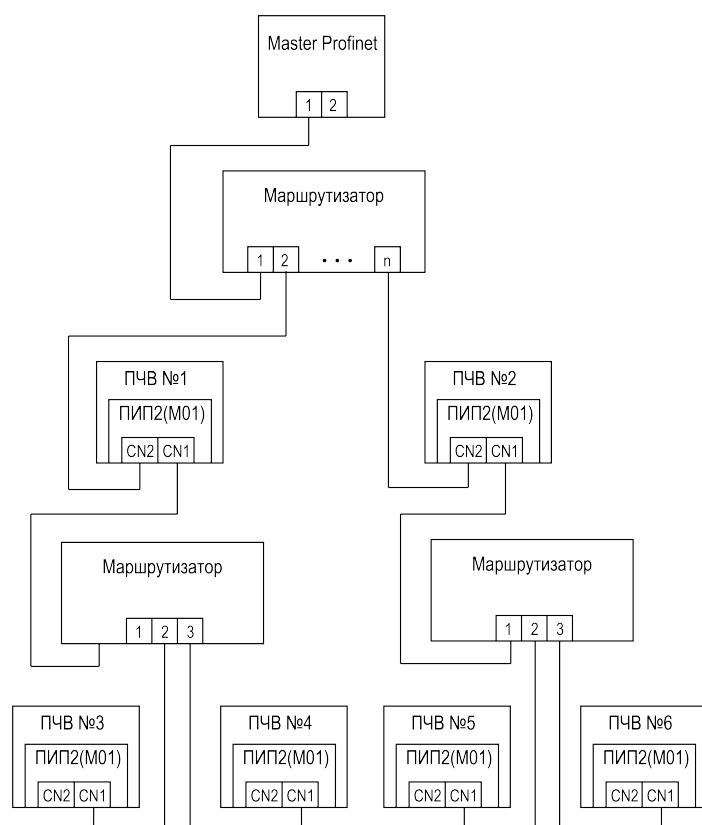 Master Profinet
1 2
Маршрутизатор
1 2 ... n
ПЧВ №1
ПЧВ №2
ПИП2(М01)
ПИП2(М01)
CN2 CN1
CN2 CN1
Маршрутизатор
Маршрутизатор
1 2 3
1 2 3
ПЧВ №3
ПЧВ №4
ПЧВ №5
ПЧВ №6
ПИП2(М01)
ПИП2(М01)
ПИП2(М01)
ПИП2(М01)
CN2 CN1
CN2 CN1
CN2 CN1
CN2 CN1